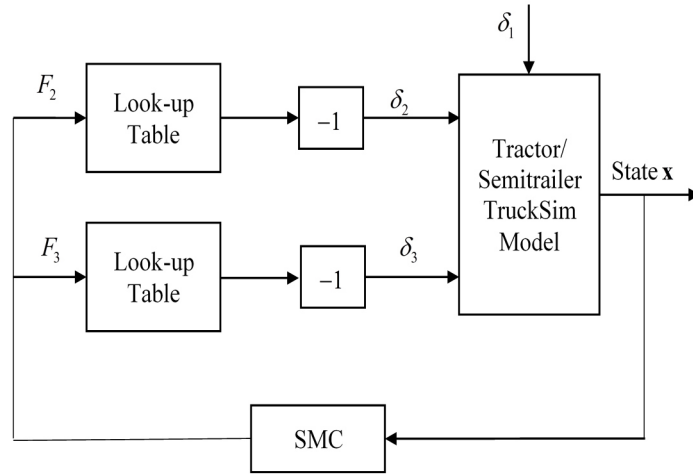 δ₁
F₂
Look-up
Table
−1
δ₂
Tractor/
Semitrailer
TruckSim
Model
State x
F₃
Look-up
Table
−1
δ₃
SMC